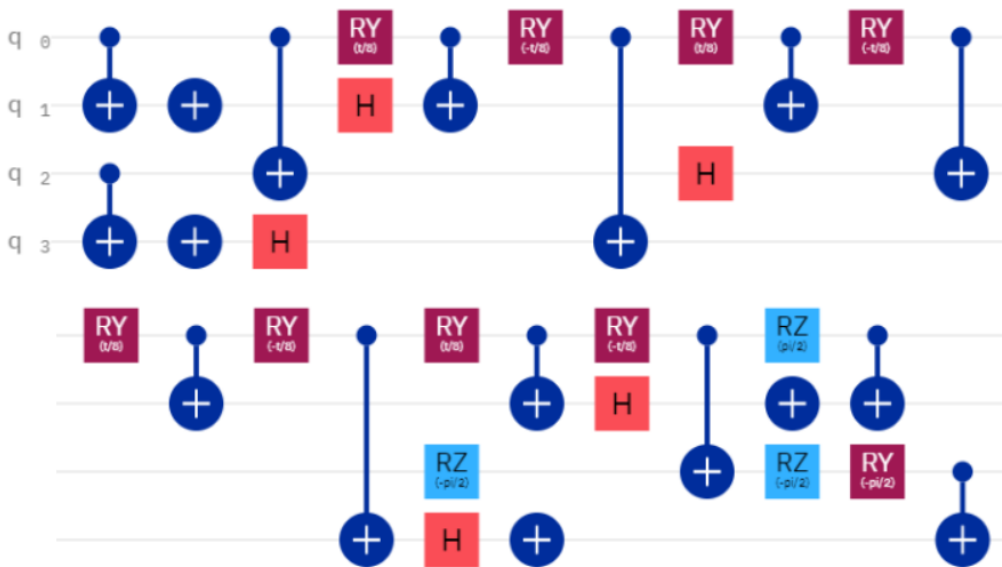 q 0 RY (t/8) RY (-t/8) RY (t/8) RY (-t/8)
q 1 H
q 2 H
q 3 H
RY (t/8) RY (-t/8) RY (t/8) RY (-t/8) RZ (pi/2)
H
RZ (-pi/2) RZ (-pi/2) RY (-pi/2)
H